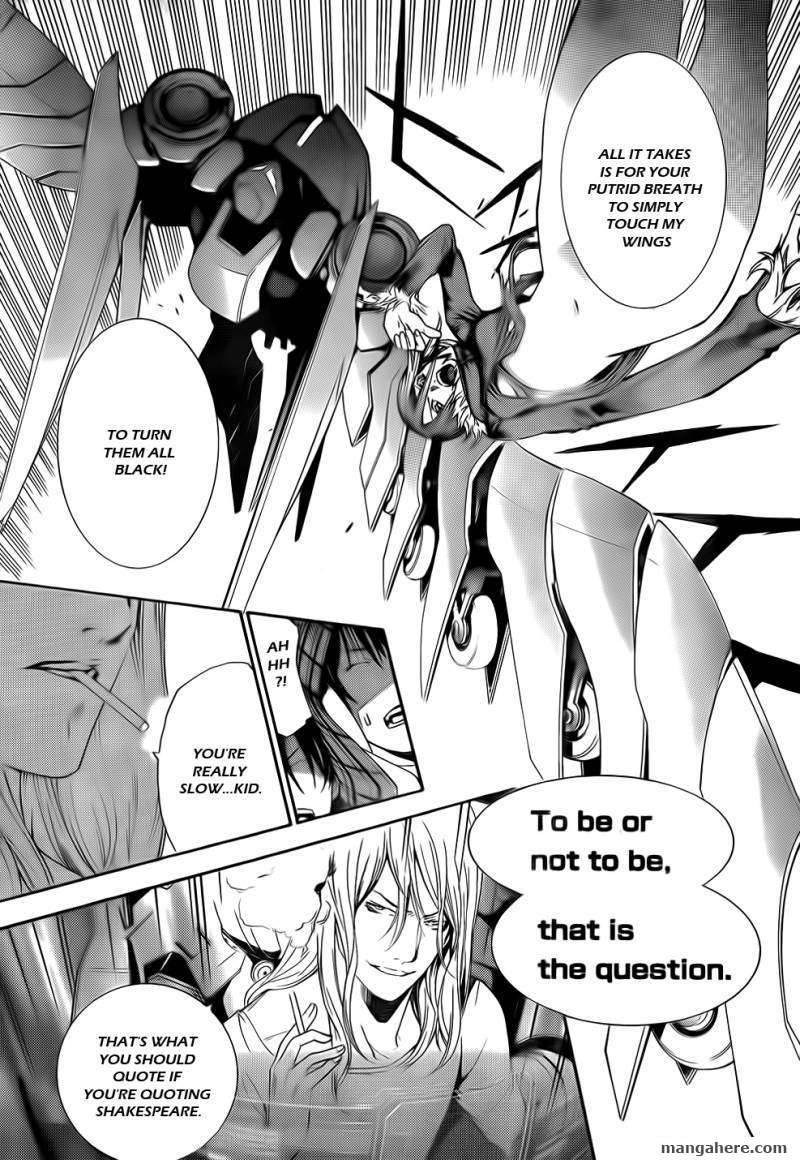 ALL IT TAKES
IS FOR YOUR
PUTRID BREATH
TO SIMPLY
TOUCH MY
WINGS
TO TURN
THEM ALL
BLACK!
AH
HH
?!
YOU'RE
REALLY
SLOW...KID.
To be or
not to be,
that is
the question.
THAT'S WHAT
YOU SHOULD
QUOTE IF
YOU'RE QUOTING
SHAKESPEARE.
mangahere.com